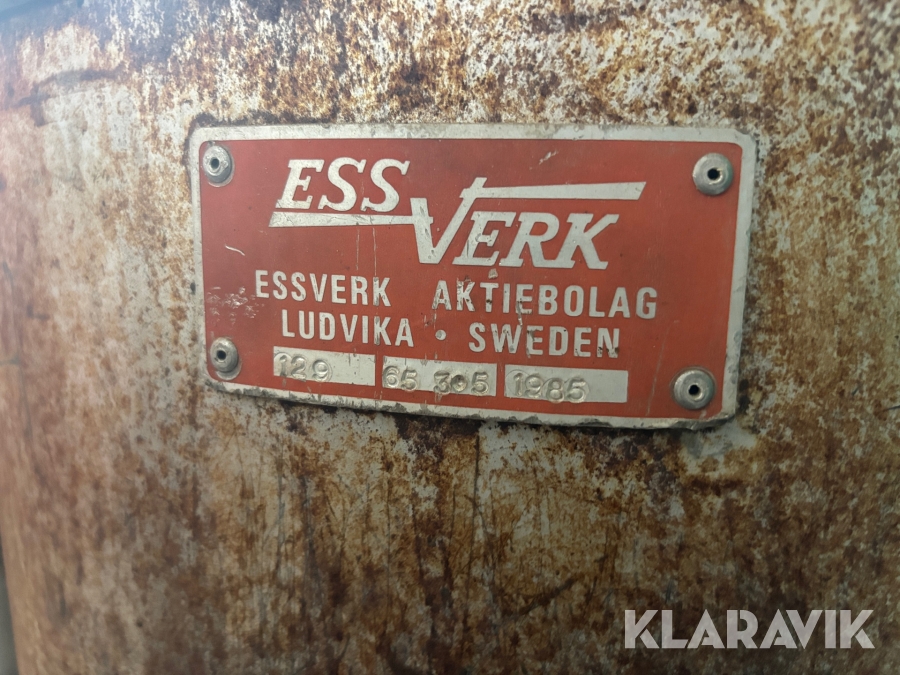 ESS VERK
ESSVERK AKTIEBOLAG
LUDVIKA • SWEDEN
129 65 305 1985
KLARAVIK